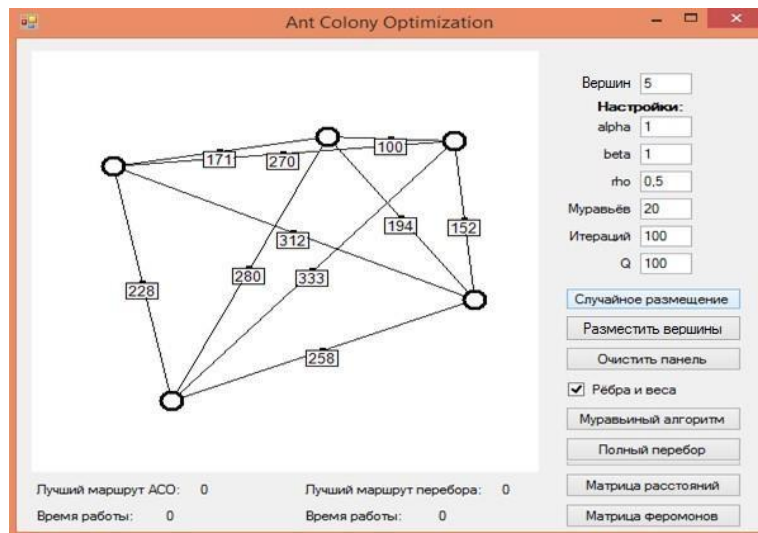 Ant Colony Optimization
Вершин 5
Настройки:
alpha 1
beta 1
rho 0,5
Муравьёв 20
Итераций 100
Q 100
171
270
100
312
194
152
228
280
333
258
Случайное размещение
Разместить вершины
Очистить панель
Рёбра и веса
Муравьиный алгоритм
Полный перебор
Матрица расстояний
Матрица феромонов
Лучший маршрут АСО: 0 Лучший маршрут перебора: 0
Время работы: 0 Время работы: 0